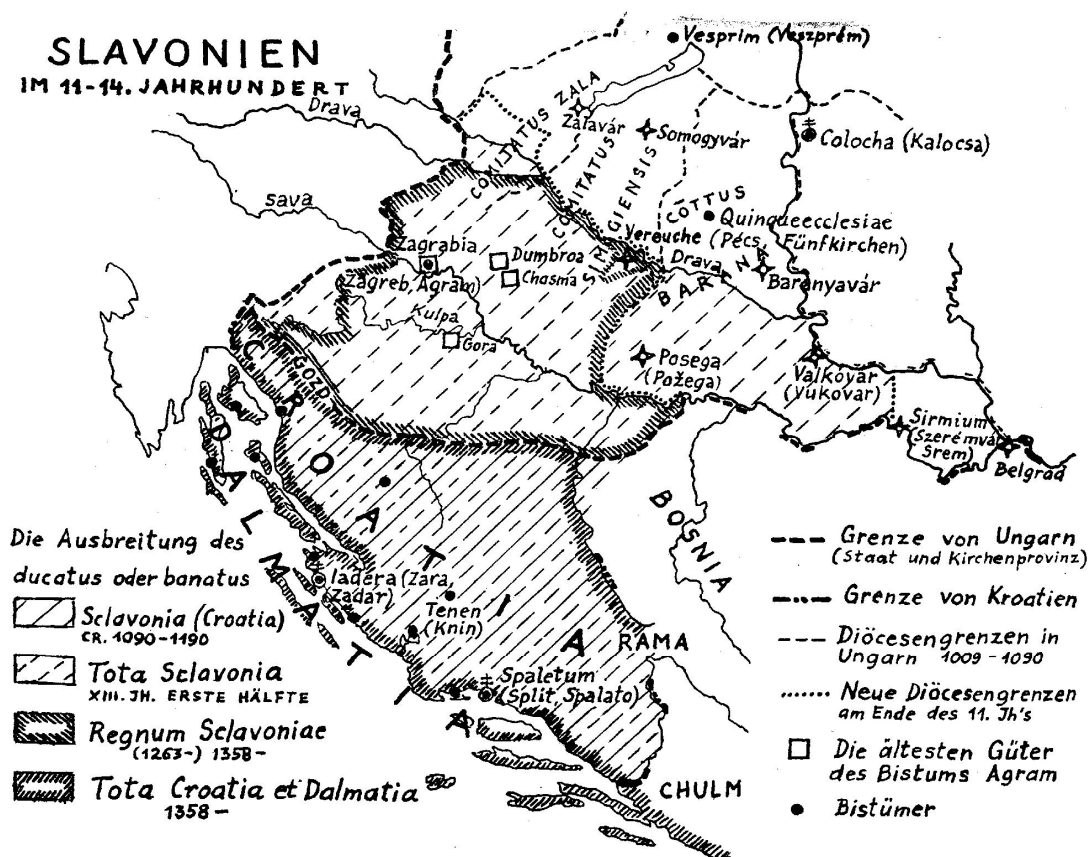 SLAVONIEN
IM 11-14. JAHRHUNDERT
Vesprim (Veszprém)
Drava
COMITATUS ZALA
Zalavár
Somogyvár
Colocha (Kalocsa)
COMITATUS
SIMIGIENSIS
COTTUS
BARANA
sava
Quinqueecclesiae
(Pécs, Fünfkirchen)
Verouche
Zagrabia
(Zagreb, Agram)
Dumbroa
Chasma
Drava
Baranyavár
Kulpa
Gora
GOZD
Posega
(Požega)
Valkóvár
(Vukovar)
Sirmium
(Szerémvár
Srem)
Belgrad
CROATIA
DALMATIA
BOSNIA
Iadera (Zara,
Zadar)
Tenen
(Knin)
RAMA
Spaletum
(Split, Spalato)
CHULM
Die Ausbreitung des
ducatus oder banatus
Sclavonia (Croatia)
CR. 1090-1190
Tota Sclavonia
XIII. JH. ERSTE HÄLFTE
Regnum Sclavoniae
(1263-) 1358-
Tota Croatia et Dalmatia
1358-
Grenze von Ungarn
(Staat und Kirchenprovinz)
Grenze von Kroatien
Diöcesengrenzen in
Ungarn 1009-1090
Neue Diöcesengrenzen
am Ende des 11. Jh's
Die ältesten Güter
des Bistums Agram
Bistümer